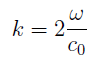 k = 2 ω/c₀